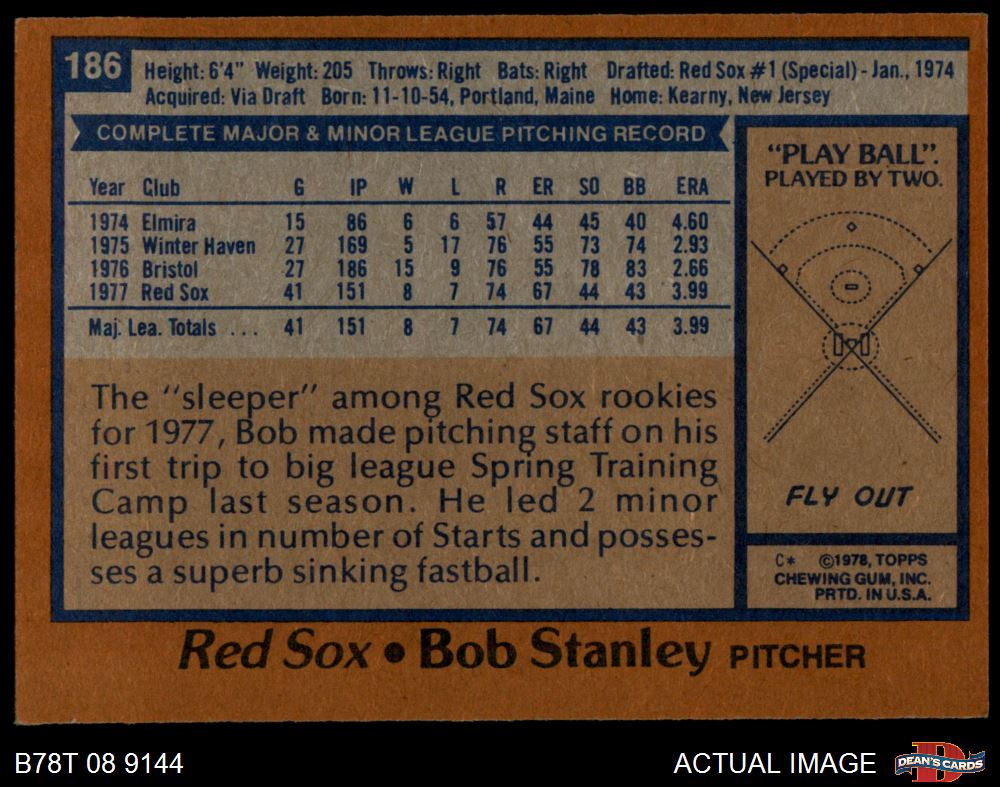 186
Height: 6'4" Weight: 205 Throws: Right Bats: Right Drafted: Red Sox #1 (Special) - Jan., 1974
Acquired: Via Draft Born: 11-10-54, Portland, Maine Home: Kearny, New Jersey
COMPLETE MAJOR & MINOR LEAGUE PITCHING RECORD
Year Club G IP W L R ER SO BB ERA
1974 Elmira 15 86 6 6 57 44 45 40 4.60
1975 Winter Haven 27 169 5 17 76 55 73 74 2.93
1976 Bristol 27 186 15 9 76 55 78 83 2.66
1977 Red Sox 41 151 8 7 74 67 44 43 3.99
Maj. Lea. Totals . . . 41 151 8 7 74 67 44 43 3.99
The "sleeper" among Red Sox rookies
for 1977, Bob made pitching staff on his
first trip to big league Spring Training
Camp last season. He led 2 minor
leagues in number of Starts and posses-
ses a superb sinking fastball.
"PLAY BALL".
PLAYED BY TWO.
FLY OUT
C* ©1978, TOPPS
CHEWING GUM, INC.
PRTD. IN U.S.A.
Red Sox • Bob Stanley PITCHER
B78T 08 9144
ACTUAL IMAGE
D
DEAN'S CARDS